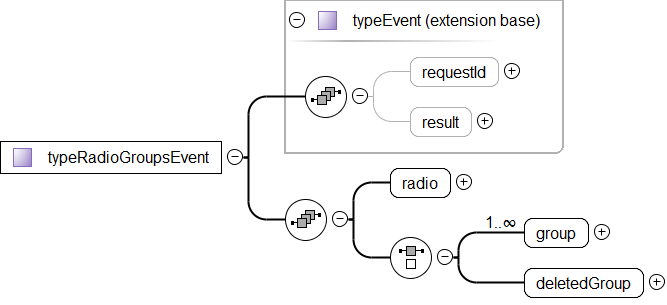 typeEvent (extension base)
requestId
result
typeRadioGroupsEvent
radio
1..∞
group
deletedGroup